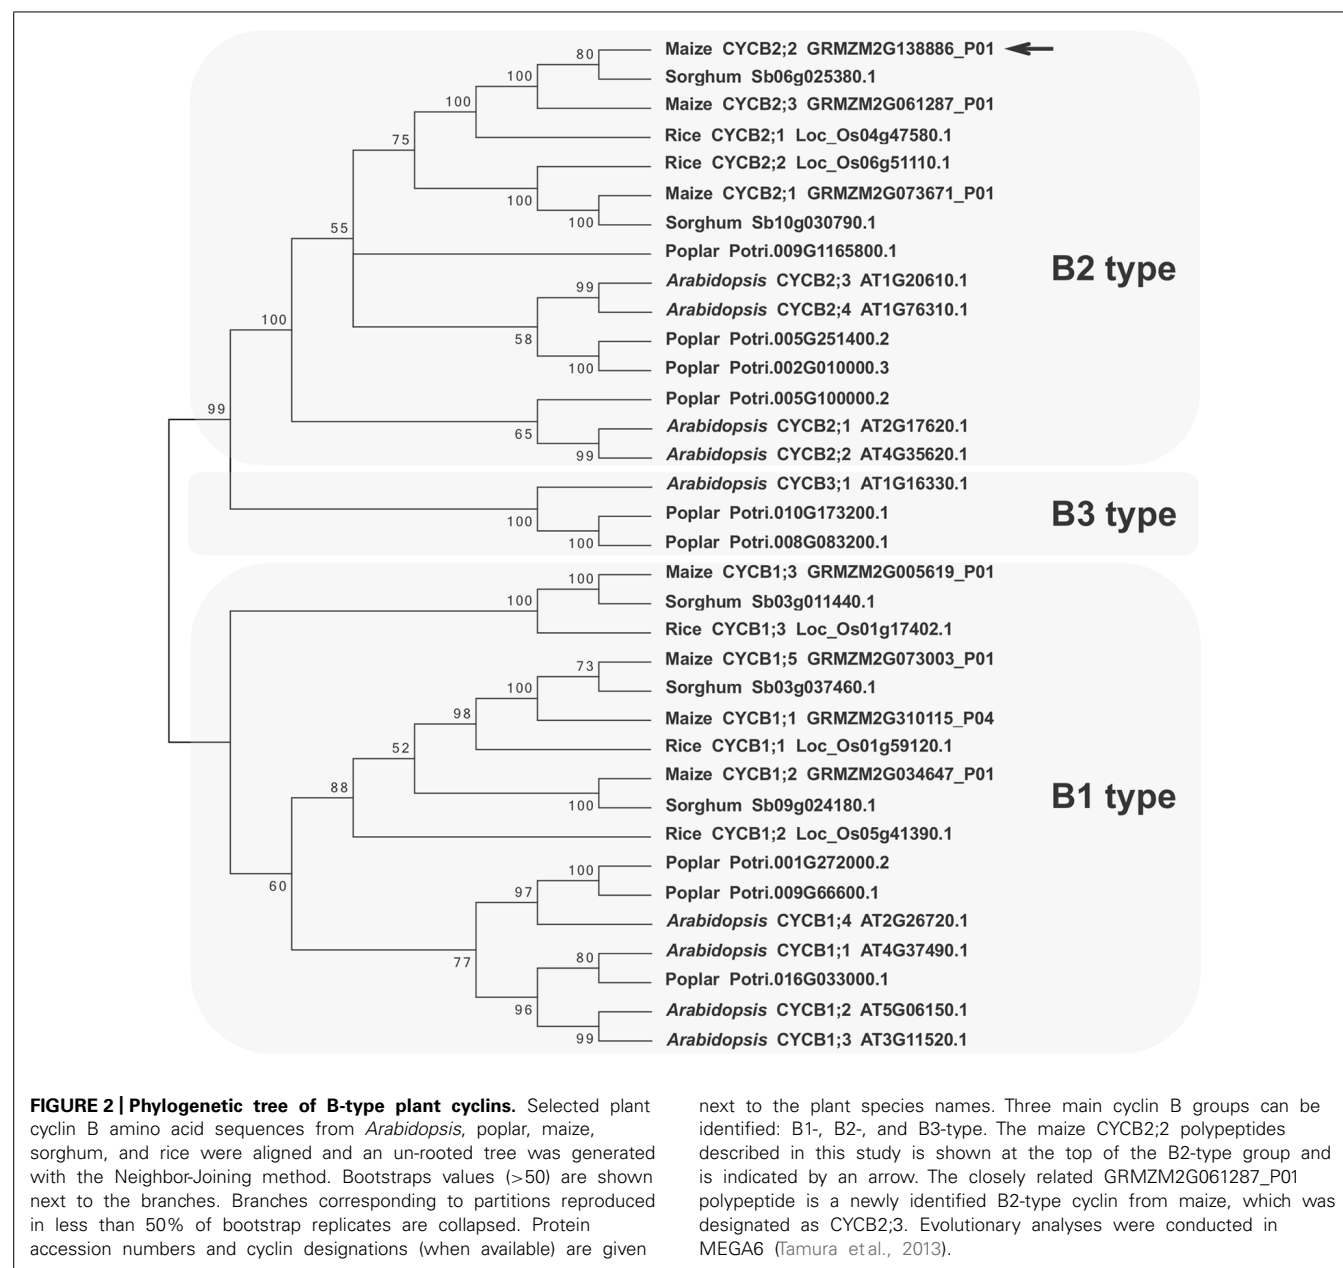 80
Maize CYCB2;2 GRMZM2G138886_P01
100
Sorghum Sb06g025380.1
100
Maize CYCB2;3 GRMZM2G061287_P01
75
Rice CYCB2;1 Loc_Os04g47580.1
Rice CYCB2;2 Loc_Os06g51110.1
100
Maize CYCB2;1 GRMZM2G073671_P01
100
Sorghum Sb10g030790.1
55
Poplar Potri.009G1165800.1
B2 type
99
Arabidopsis CYCB2;3 AT1G20610.1
Arabidopsis CYCB2;4 AT1G76310.1
100
58
Poplar Potri.005G251400.2
100
Poplar Potri.002G010000.3
Poplar Potri.005G100000.2
99
65
Arabidopsis CYCB2;1 AT2G17620.1
99
Arabidopsis CYCB2;2 AT4G35620.1
Arabidopsis CYCB3;1 AT1G16330.1
100
Poplar Potri.010G173200.1
B3 type
100
Poplar Potri.008G083200.1
100
Maize CYCB1;3 GRMZM2G005619_P01
100
Sorghum Sb03g011440.1
Rice CYCB1;3 Loc_Os01g17402.1
73
Maize CYCB1;5 GRMZM2G073003_P01
100
Sorghum Sb03g037460.1
98
Maize CYCB1;1 GRMZM2G310115_P04
52
Rice CYCB1;1 Loc_Os01g59120.1
88
Maize CYCB1;2 GRMZM2G034647_P01
100
Sorghum Sb09g024180.1
B1 type
Rice CYCB1;2 Loc_Os05g41390.1
60
100
Poplar Potri.001G272000.2
97
Poplar Potri.009G66600.1
Arabidopsis CYCB1;4 AT2G26720.1
77
80
Arabidopsis CYCB1;1 AT4G37490.1
Poplar Potri.016G033000.1
96
Arabidopsis CYCB1;2 AT5G06150.1
99
Arabidopsis CYCB1;3 AT3G11520.1
FIGURE 2 | Phylogenetic tree of B-type plant cyclins. Selected plant
cyclin B amino acid sequences from Arabidopsis, poplar, maize,
sorghum, and rice were aligned and an un-rooted tree was generated
with the Neighbor-Joining method. Bootstraps values (>50) are shown
next to the branches. Branches corresponding to partitions reproduced
in less than 50% of bootstrap replicates are collapsed. Protein
accession numbers and cyclin designations (when available) are given
next to the plant species names. Three main cyclin B groups can be
identified: B1-, B2-, and B3-type. The maize CYCB2;2 polypeptides
described in this study is shown at the top of the B2-type group and
is indicated by an arrow. The closely related GRMZM2G061287_P01
polypeptide is a newly identified B2-type cyclin from maize, which was
designated as CYCB2;3. Evolutionary analyses were conducted in
MEGA6 (Tamura et al., 2013).